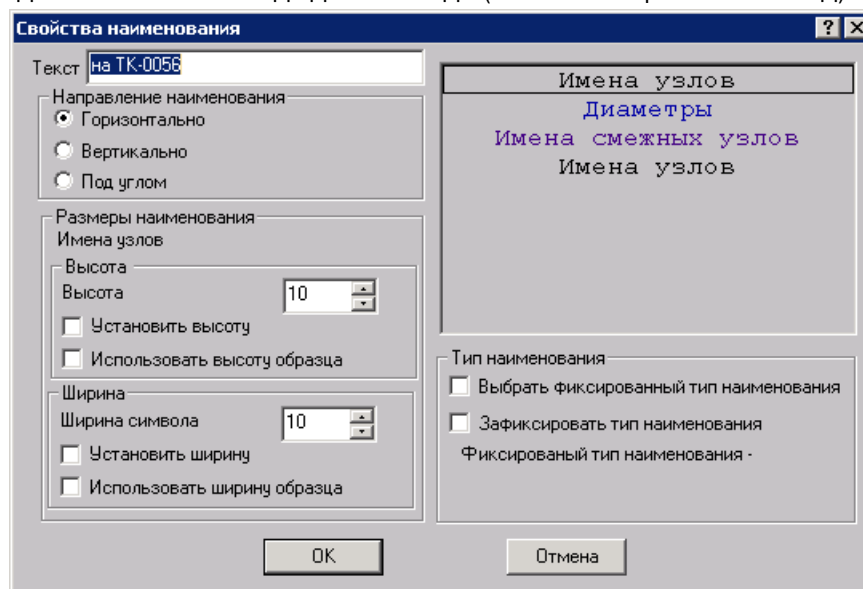 Свойства наименования
Текст на ТК-0056
Направление наименования
Горизонтально
Вертикально
Под углом
Размеры наименования
Имена узлов
Высота
Высота 10
Установить высоту
Использовать высоту образца
Ширина
Ширина символа 10
Установить ширину
Использовать ширину образца
Имена узлов
Диаметры
Имена смежных узлов
Имена узлов
Тип наименования
Выбрать фиксированный тип наименования
Зафиксировать тип наименования
Фиксированый тип наименования -
OK
Отмена